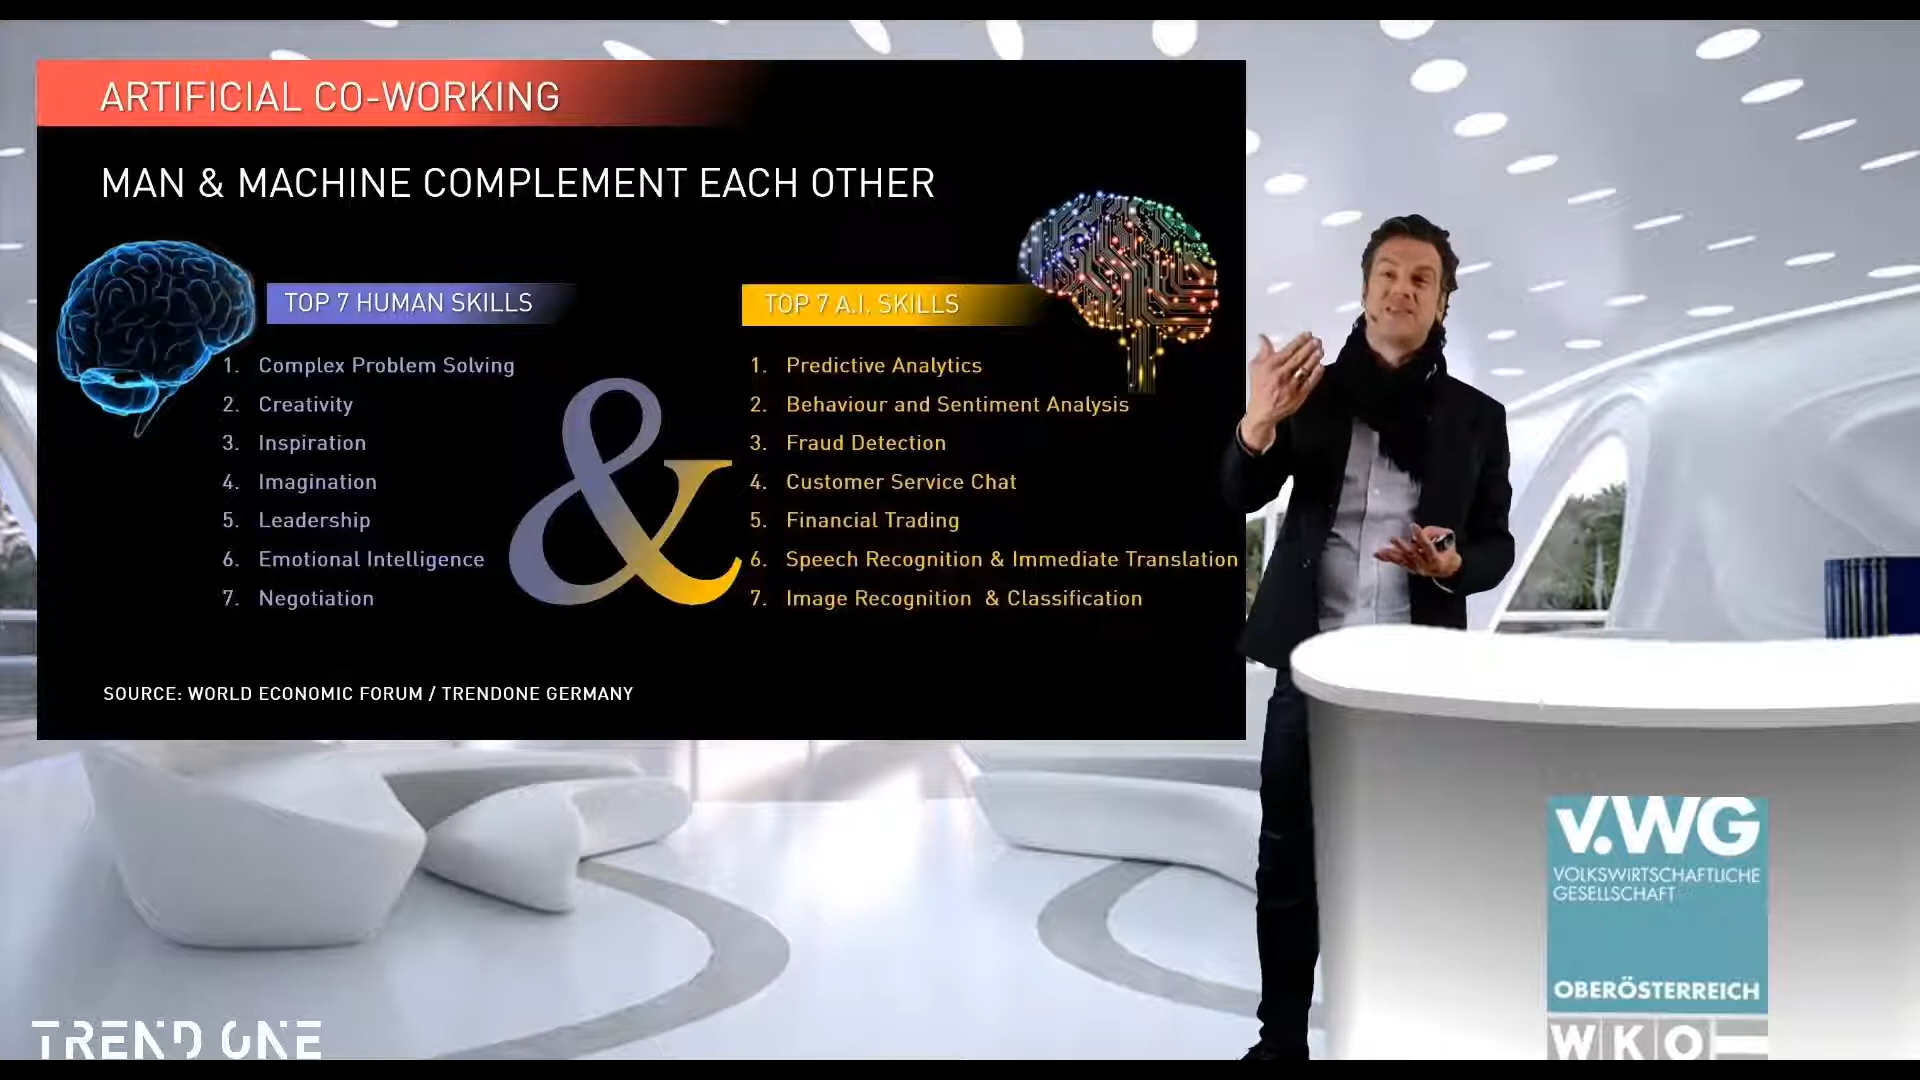 ARTIFICIAL CO-WORKING
MAN & MACHINE COMPLEMENT EACH OTHER
TOP 7 HUMAN SKILLS
1. Complex Problem Solving
2. Creativity
3. Inspiration
4. Imagination
5. Leadership
6. Emotional Intelligence
7. Negotiation
&
TOP 7 A.I. SKILLS
1. Predictive Analytics
2. Behaviour and Sentiment Analysis
3. Fraud Detection
4. Customer Service Chat
5. Financial Trading
6. Speech Recognition & Immediate Translation
7. Image Recognition & Classification
SOURCE: WORLD ECONOMIC FORUM / TRENDONE GERMANY
V.WG
VOLKSWIRTSCHAFTLICHE
GESELLSCHAFT
OBERÖSTERREICH
WKO
TREND ONE